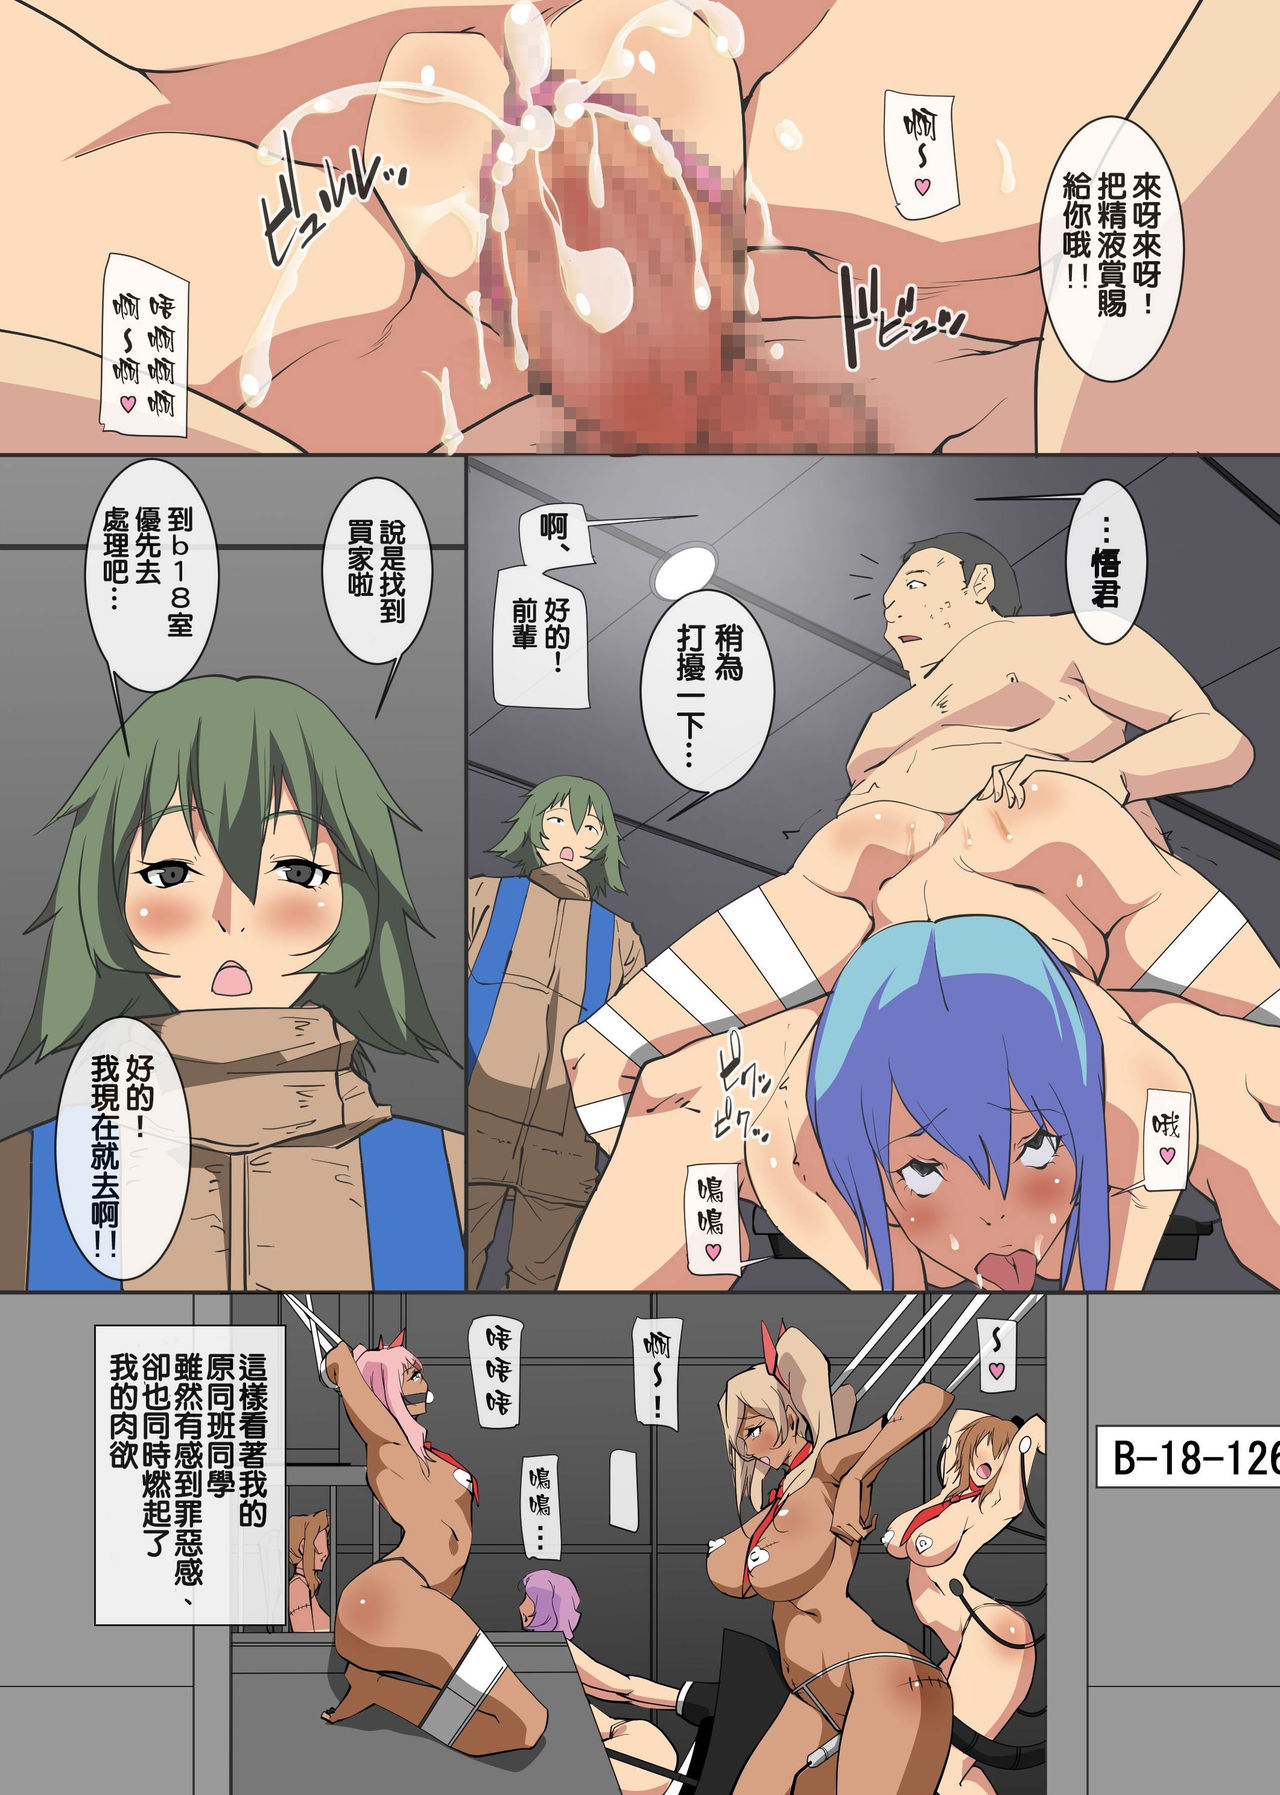 來呀來呀！
把精液賞賜
給你哦!!
啊～♥
ビュルルッ
ドビュッ
唔啊啊啊
啊～啊♥
…悟君
啊、
好的！
前輩
稍為
打擾一下…
哦♥
ビクッ
ビクッ
嗚嗚♥
說是找到
買家啦
到b18室
優先去
處理吧…
好的！
我現在就去啊!!
～♥
啊～！
唔唔唔
嗚嗚…
B-18-126
這樣看著我的
原同班同學
雖然有感到罪惡感、
卻也同時燃起了
我的肉欲